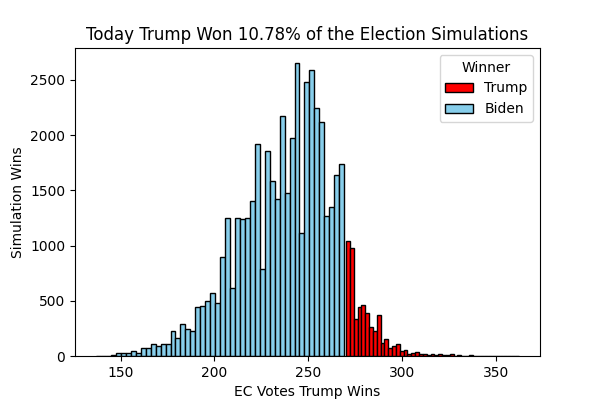 Today Trump Won 10.78% of the Election Simulations
Winner
Trump
Biden
2500
2000
1500
1000
500
0
Simulation Wins
150 200 250 300 350
EC Votes Trump Wins